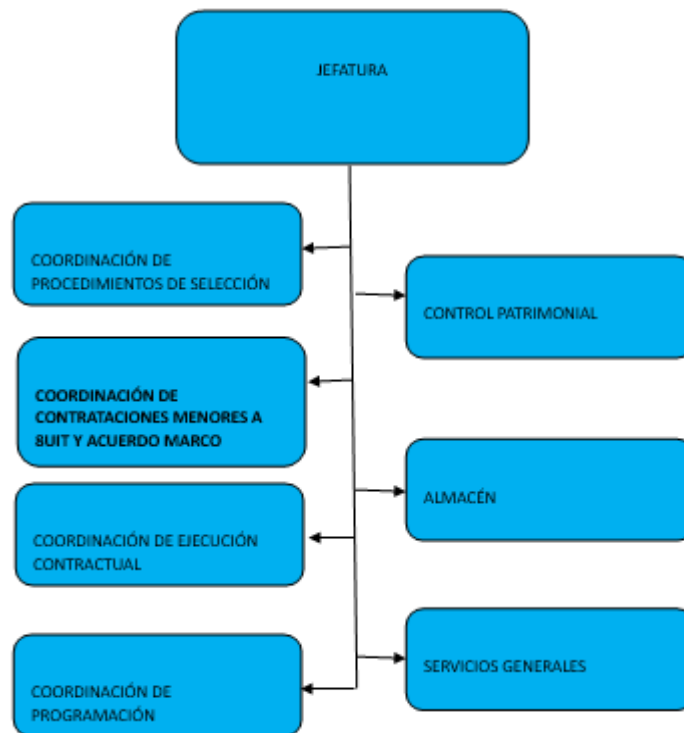 JEFATURA
COORDINACIÓN DE
PROCEDIMIENTOS DE SELECCIÓN
CONTROL PATRIMONIAL
COORDINACIÓN DE
CONTRATACIONES MENORES A
8UIT Y ACUERDO MARCO
ALMACÉN
COORDINACIÓN DE EJECUCIÓN
CONTRACTUAL
SERVICIOS GENERALES
COORDINACIÓN DE
PROGRAMACIÓN